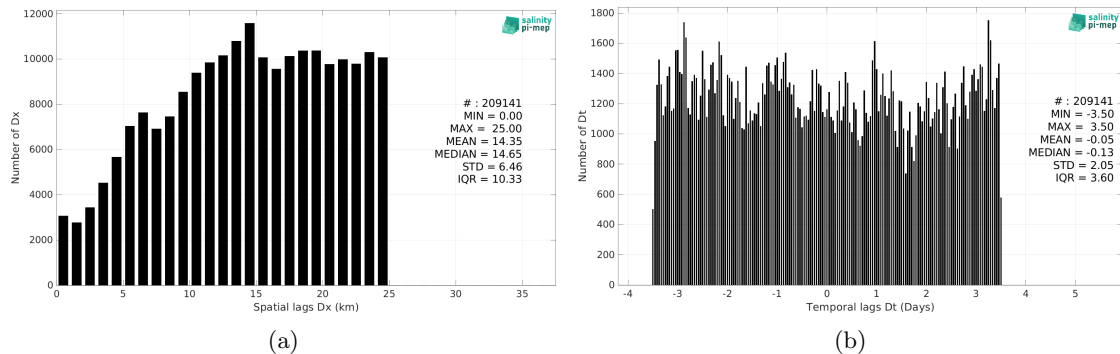 12000
10000
8000
6000
4000
2000
0
Number of Dx
0
5
10
15
20
25
30
35
Spatial lags Dx (km)
salinity
pi-mep
# : 209141
MIN = 0.00
MAX = 25.00
MEAN = 14.35
MEDIAN = 14.65
STD = 6.46
IQR = 10.33
(a)
1800
1600
1400
1200
1000
800
600
400
200
0
Number of Dt
-4
-3
-2
-1
0
1
2
3
4
5
Temporal lags Dt (Days)
salinity
pi-mep
# : 209141
MIN = -3.50
MAX = 3.50
MEAN = -0.05
MEDIAN = -0.13
STD = 2.05
IQR = 3.60
(b)